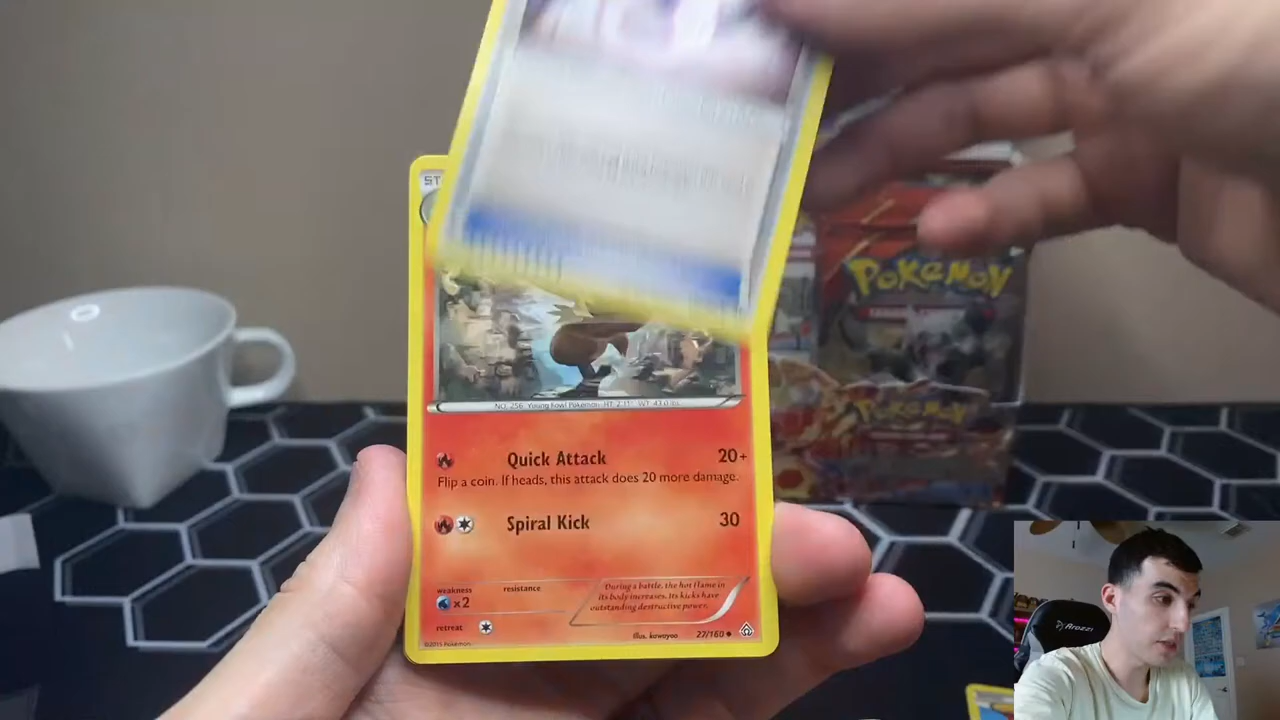 ST
POKéMON
POKéMON
NO. 256 Young Fowl Pokémon HT: 2'11" WT: 43.0 lbs.
Quick Attack 20+
Flip a coin. If heads, this attack does 20 more damage.
Spiral Kick 30
weakness resistance
x2
During a battle, the hot flame in
its body increases. Its kicks have
outstanding destructive power.
retreat
Illus. kawayoo 27/160
©2015 Pokémon
Arozzi